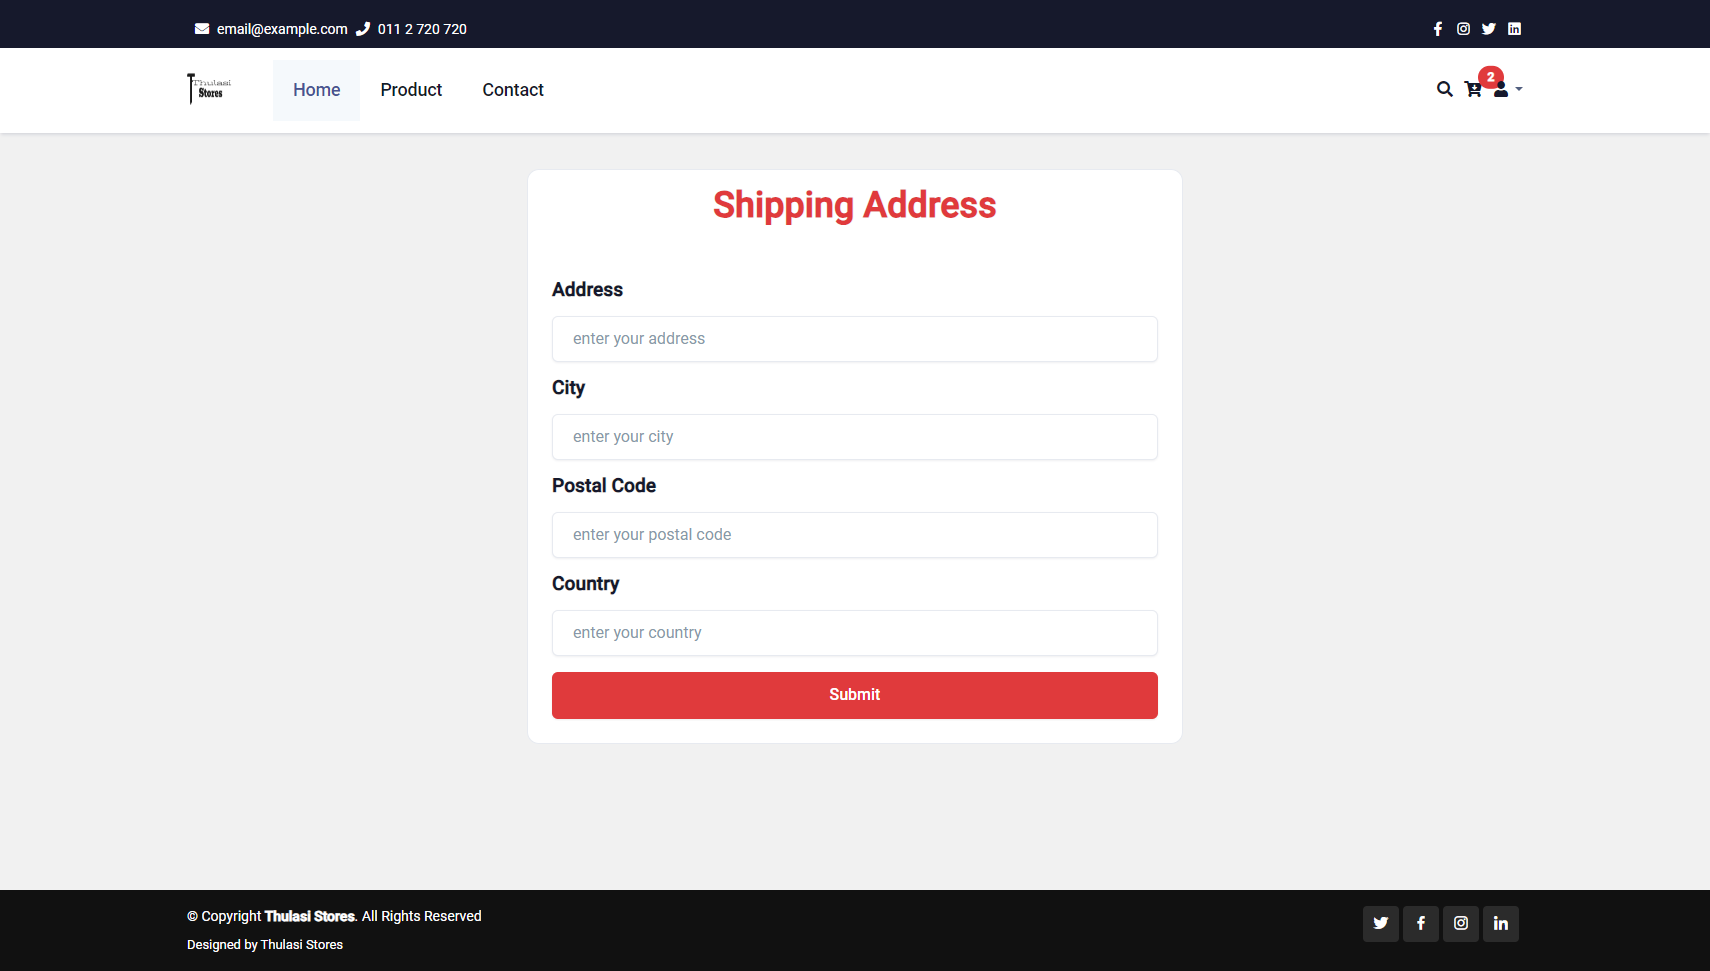 email@example.com 011 2 720 720
Thulasi
Stores
Home Product Contact
2
Shipping Address
Address
enter your address
City
enter your city
Postal Code
enter your postal code
Country
enter your country
Submit
© Copyright Thulasi Stores. All Rights Reserved
Designed by Thulasi Stores